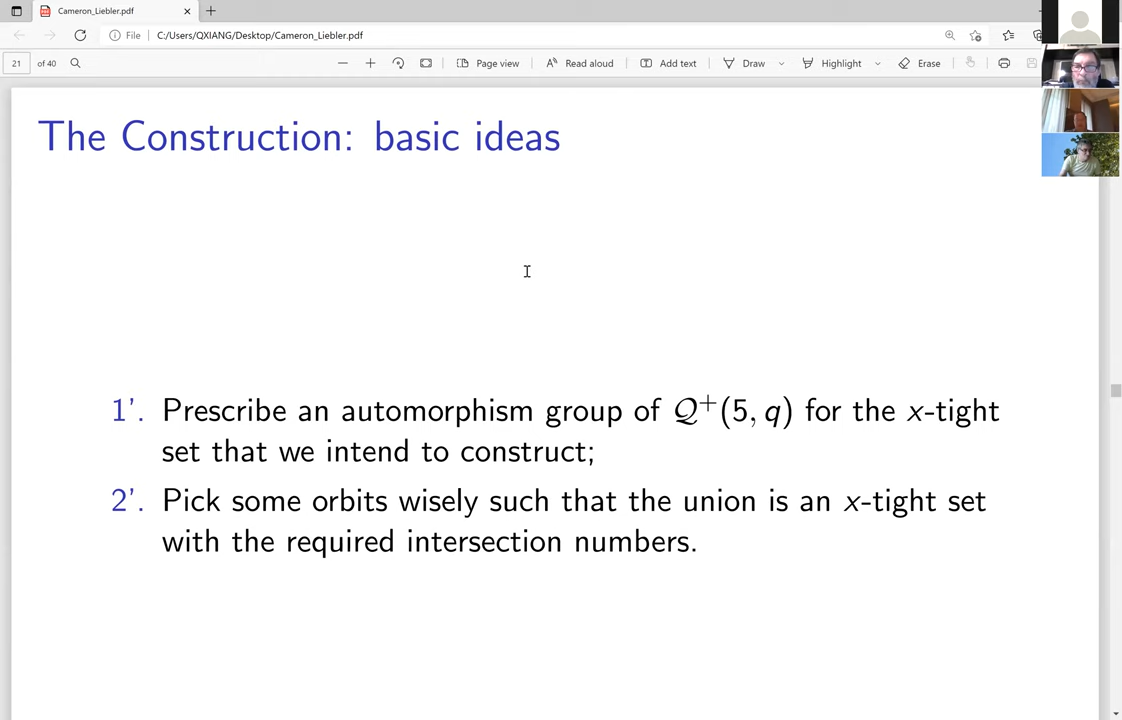 Cameron_Liebler.pdf
File C:/Users/QXIANG/Desktop/Cameron_Liebler.pdf
21 of 40 Page view Read aloud Add text Draw Highlight Erase
The Construction: basic ideas
1'. Prescribe an automorphism group of 𝒬⁺(5, q) for the x-tight
set that we intend to construct;
2'. Pick some orbits wisely such that the union is an x-tight set
with the required intersection numbers.